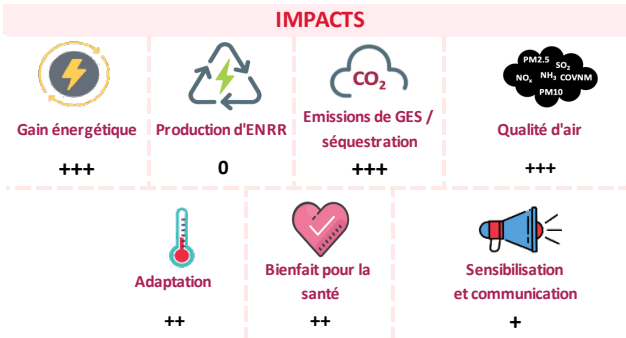 IMPACTS
CO₂
PM2.5
SO₂
NOₓ
NH₃ COVNM
PM10
Gain énergétique
Production d'ENRR
Emissions de GES /
séquestration
Qualité d'air
+++
0
+++
+++
Adaptation
Bienfait pour la
santé
Sensibilisation
et communication
++
++
+